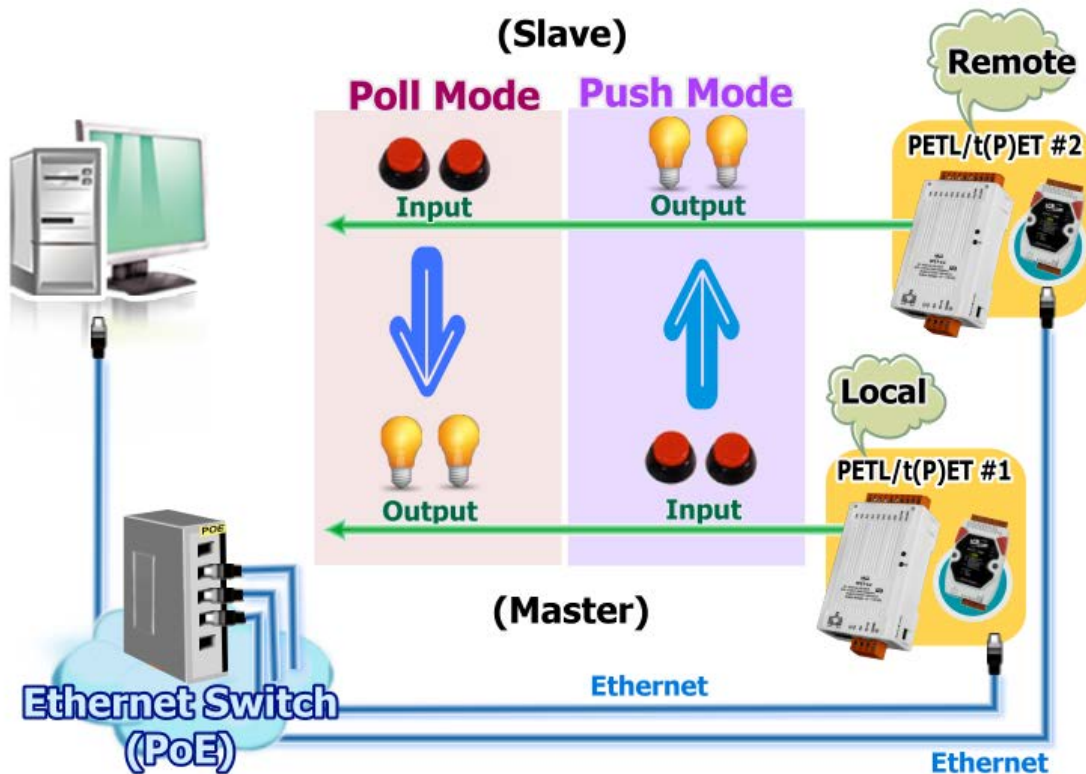 (Slave)
Remote
Poll Mode
Push Mode
PETL/t(P)ET #2
Input
Output
Local
PETL/t(P)ET #1
Output
Input
POE
(Master)
Ethernet
Ethernet Switch
(PoE)
Ethernet